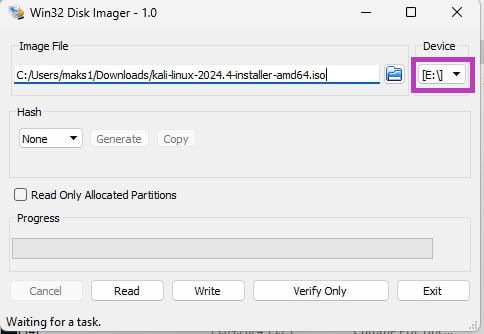 Win32 Disk Imager - 1.0
Image File
Device
C:/Users/maks1/Downloads/kali-linux-2024.4-installer-amd64.iso
[E:\]
Hash
None
Generate
Copy
Read Only Allocated Partitions
Progress
Cancel
Read
Write
Verify Only
Exit
Waiting for a task.